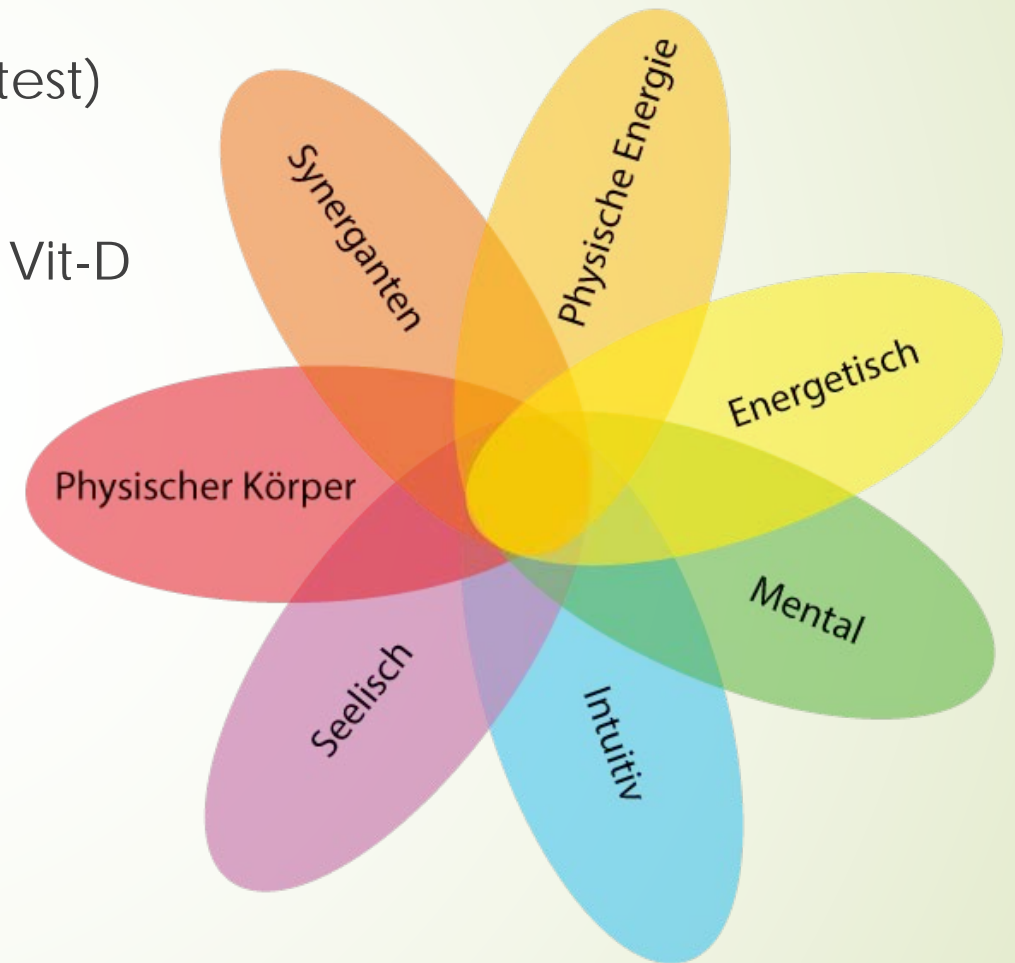 test)
Vit-D
Synerganten
Physische Energie
Energetisch
Physischer Körper
Mental
Seelisch
Intuitiv